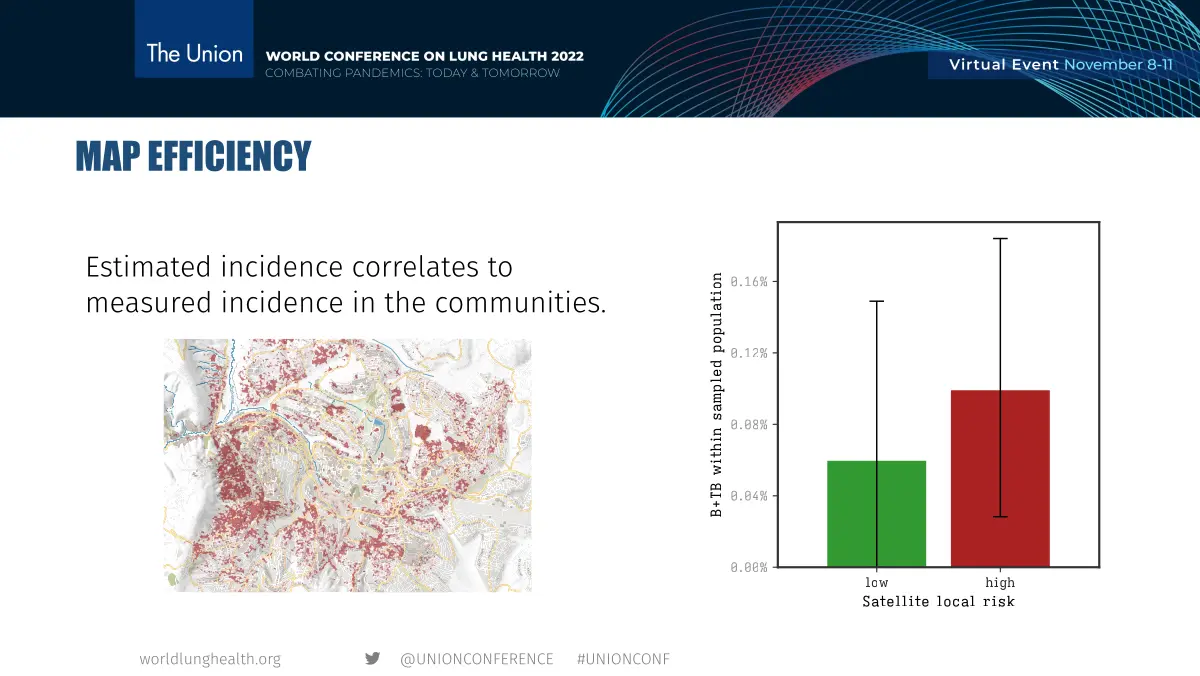 The Union
WORLD CONFERENCE ON LUNG HEALTH 2022
COMBATING PANDEMICS: TODAY & TOMORROW
Virtual Event November 8-11
MAP EFFICIENCY
Estimated incidence correlates to
measured incidence in the communities.
B+TB within sampled population
0.16%
0.12%
0.08%
0.04%
0.00%
low
high
Satellite local risk
worldlunghealth.org
@UNIONCONFERENCE
#UNIONCONF